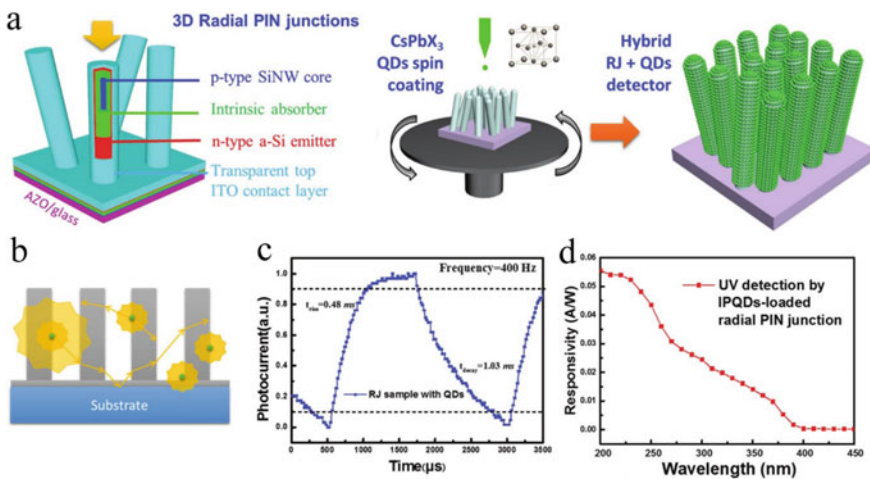 a
3D Radial PIN junctions
p-type SiNW core
Intrinsic absorber
n-type a-Si emitter
Transparent top
ITO contact layer
AZO/glass
CsPbX3
QDs spin
coating
Hybrid
RJ + QDs
detector
b
Substrate
c
Frequency=400 Hz
trise=0.48 ms
tdecay=1.03 ms
RJ sample with QDs
Photocurrent(a.u.)
1.0
0.8
0.6
0.4
0.2
0.0
0 500 1000 1500 2000 2500 3000 3500
Time(μs)
d
UV detection by
IPQDs-loaded
radial PIN junction
Responsivity (A/W)
0.06
0.05
0.04
0.03
0.02
0.01
0.00
200 250 300 350 400 450
Wavelength (nm)